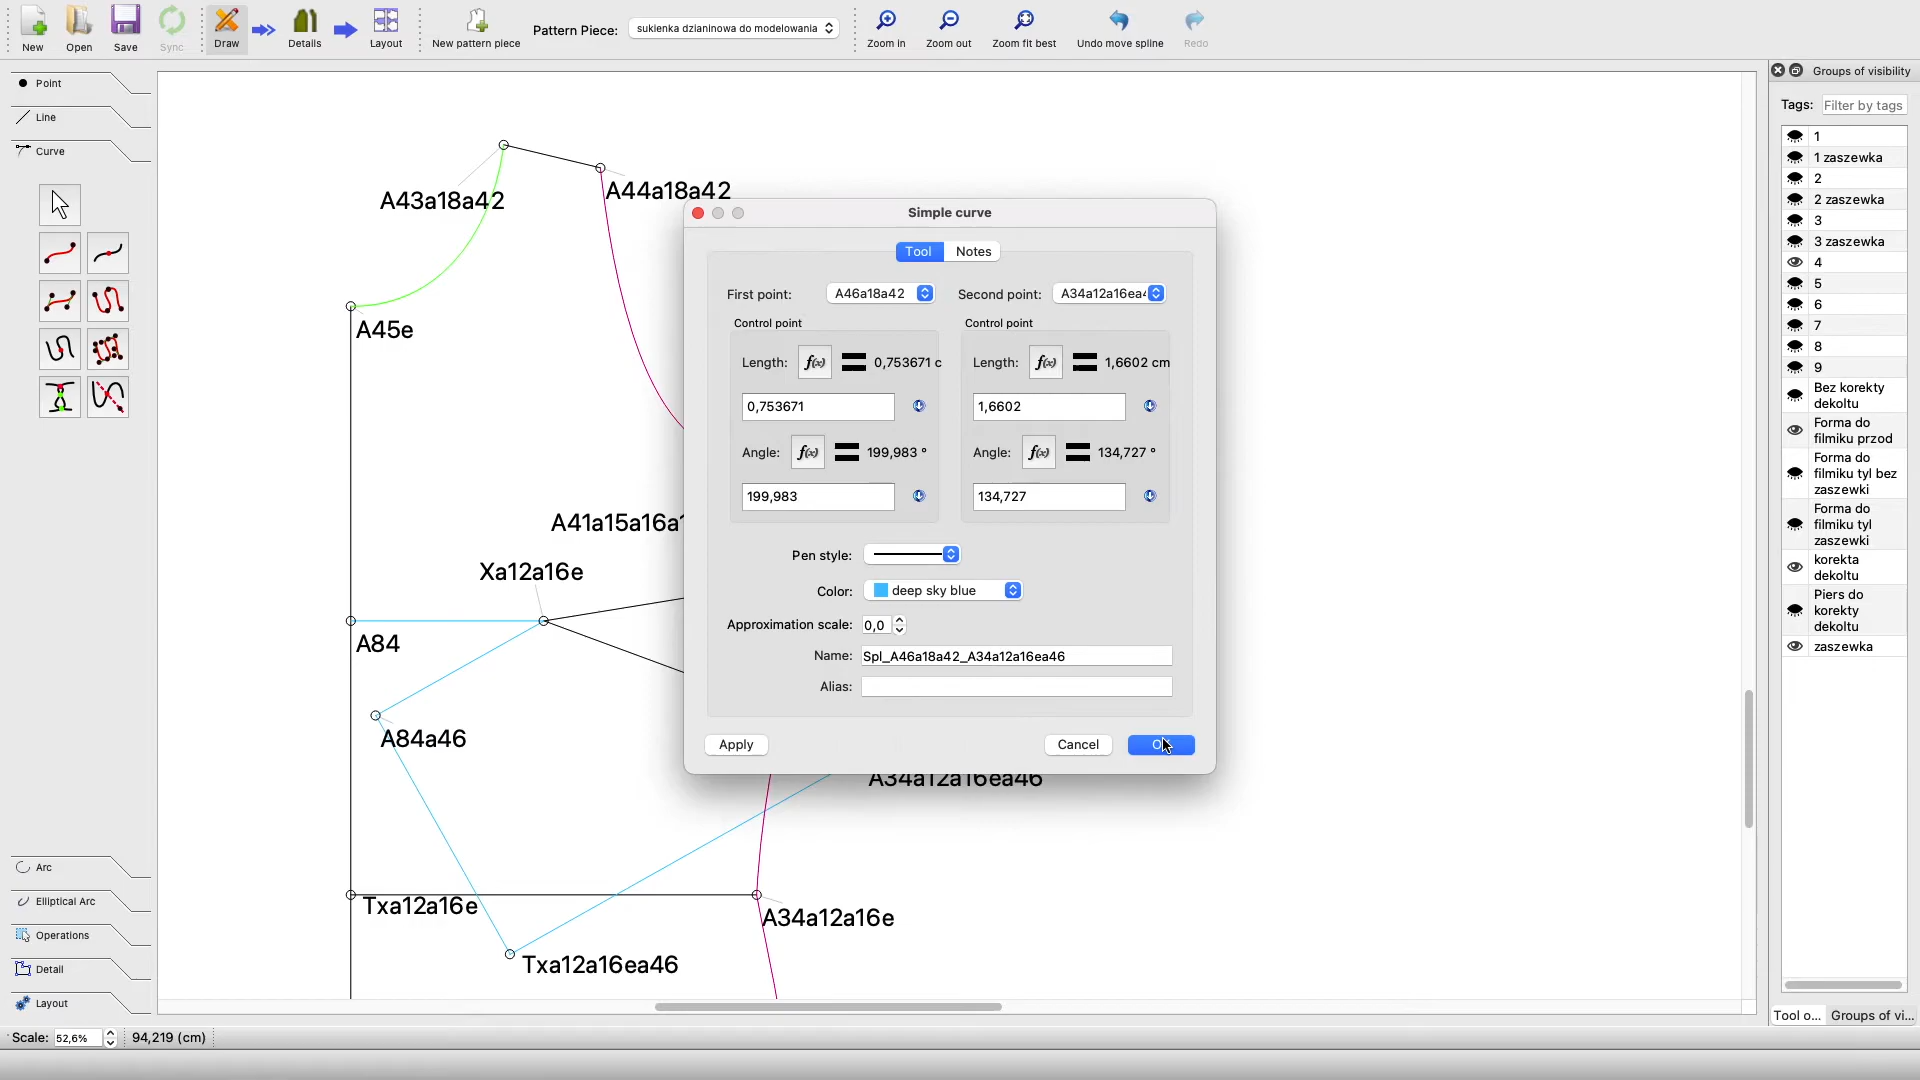 New
Open
Save
Sync
Draw
Details
Layout
New pattern piece
Pattern Piece:
sukienka dzianinowa do modelowania
Zoom in
Zoom out
Zoom fit best
Undo move spline
Redo
Point
Line
Curve
Arc
Elliptical Arc
Operations
Detail
Layout
Groups of visibility
Tags:
Filter by tags
1
1 zaszewka
2
2 zaszewka
3
3 zaszewka
4
5
6
7
8
9
Bez korekty
dekoltu
Forma do
filmiku przod
Forma do
filmiku tyl bez
zaszewki
Forma do
filmiku tyl
zaszewki
korekta
dekoltu
Piers do
korekty
dekoltu
zaszewka
Tool o...
Groups of vi...
A43a18a42
A44a18a42
A45e
A41a15a16a
Xa12a16e
A84
A84a46
Txa12a16e
Txa12a16ea46
A34a12a16e
A34a12a16ea46
Simple curve
Tool
Notes
First point:
A46a18a42
Second point:
A34a12a16ea4
Control point
Control point
Length:
f(x)
0,753671 c
Length:
f(x)
1,6602 cm
0,753671
1,6602
Angle:
f(x)
199,983 °
Angle:
f(x)
134,727 °
199,983
134,727
Pen style:
Color:
deep sky blue
Approximation scale:
0,0
Name:
Spl_A46a18a42_A34a12a16ea46
Alias:
Apply
Cancel
OK
Scale:
52,6%
94,219 (cm)